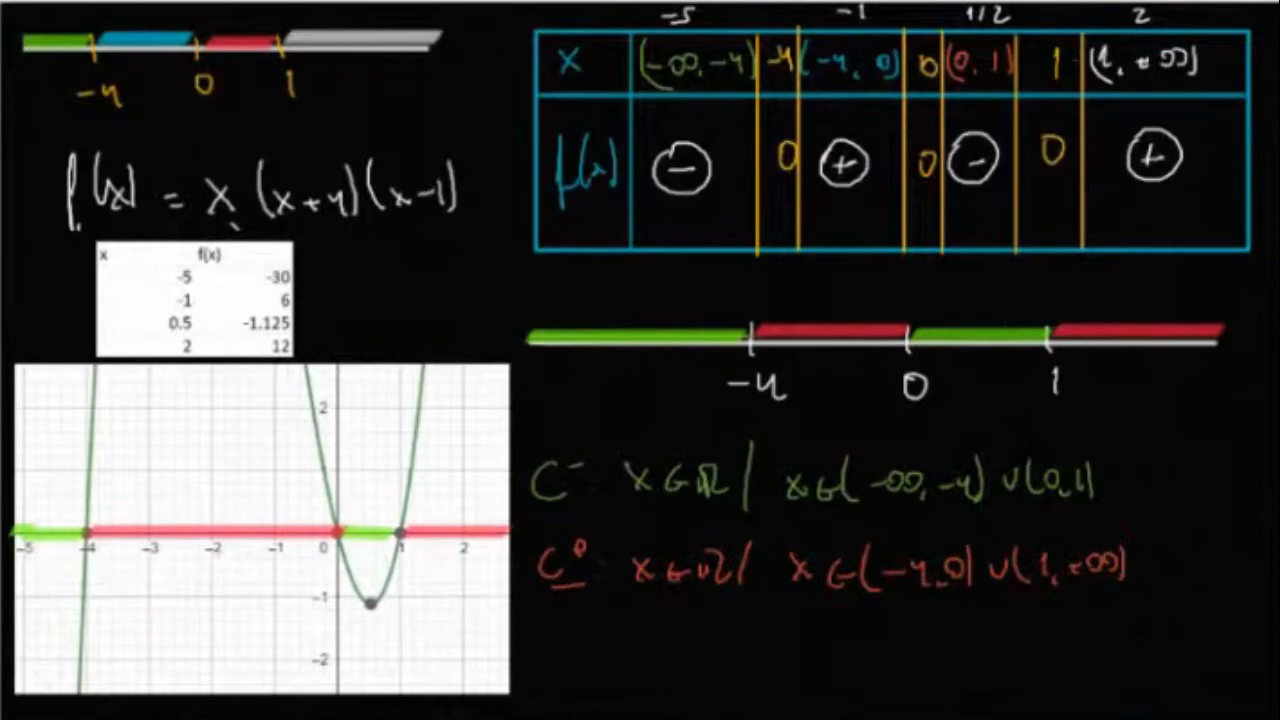 -4 0 1
f(x) = x (x+4)(x-1)
x f(x)
-5 -30
-1 6
0.5 -1.125
2 12
2
-5 -4 -3 -2 -1 0 1 2
-1
-2
-5 -1 1/2 2
x (-∞,-4) -4 (-4,0) 0 (0,1) 1 (1,+∞)
f(x) - 0 + 0 - 0 +
-4 0 1
C⁻ x∈ℝ / x∈(-∞,-4) ∪ (0,1)
x∈ℝ / x∈(-4,0) ∪ (1,+∞)